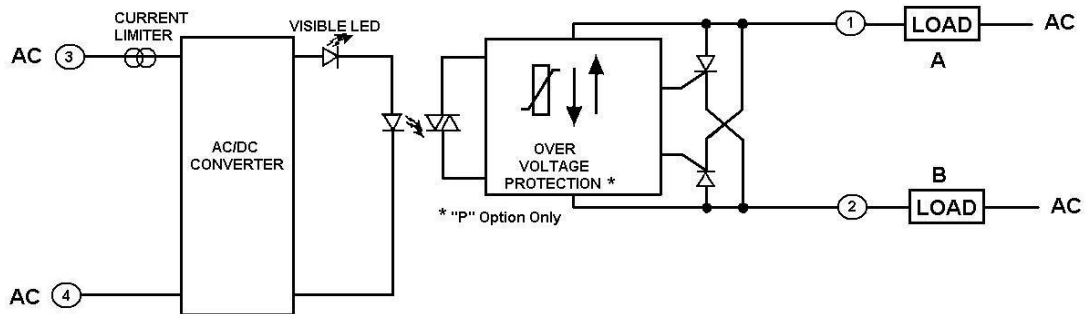 CURRENT
LIMITER
VISIBLE LED
AC 3
AC/DC
CONVERTER
AC 4
OVER
VOLTAGE
PROTECTION *
* "P" Option Only
1 LOAD AC
A
B
2 LOAD AC